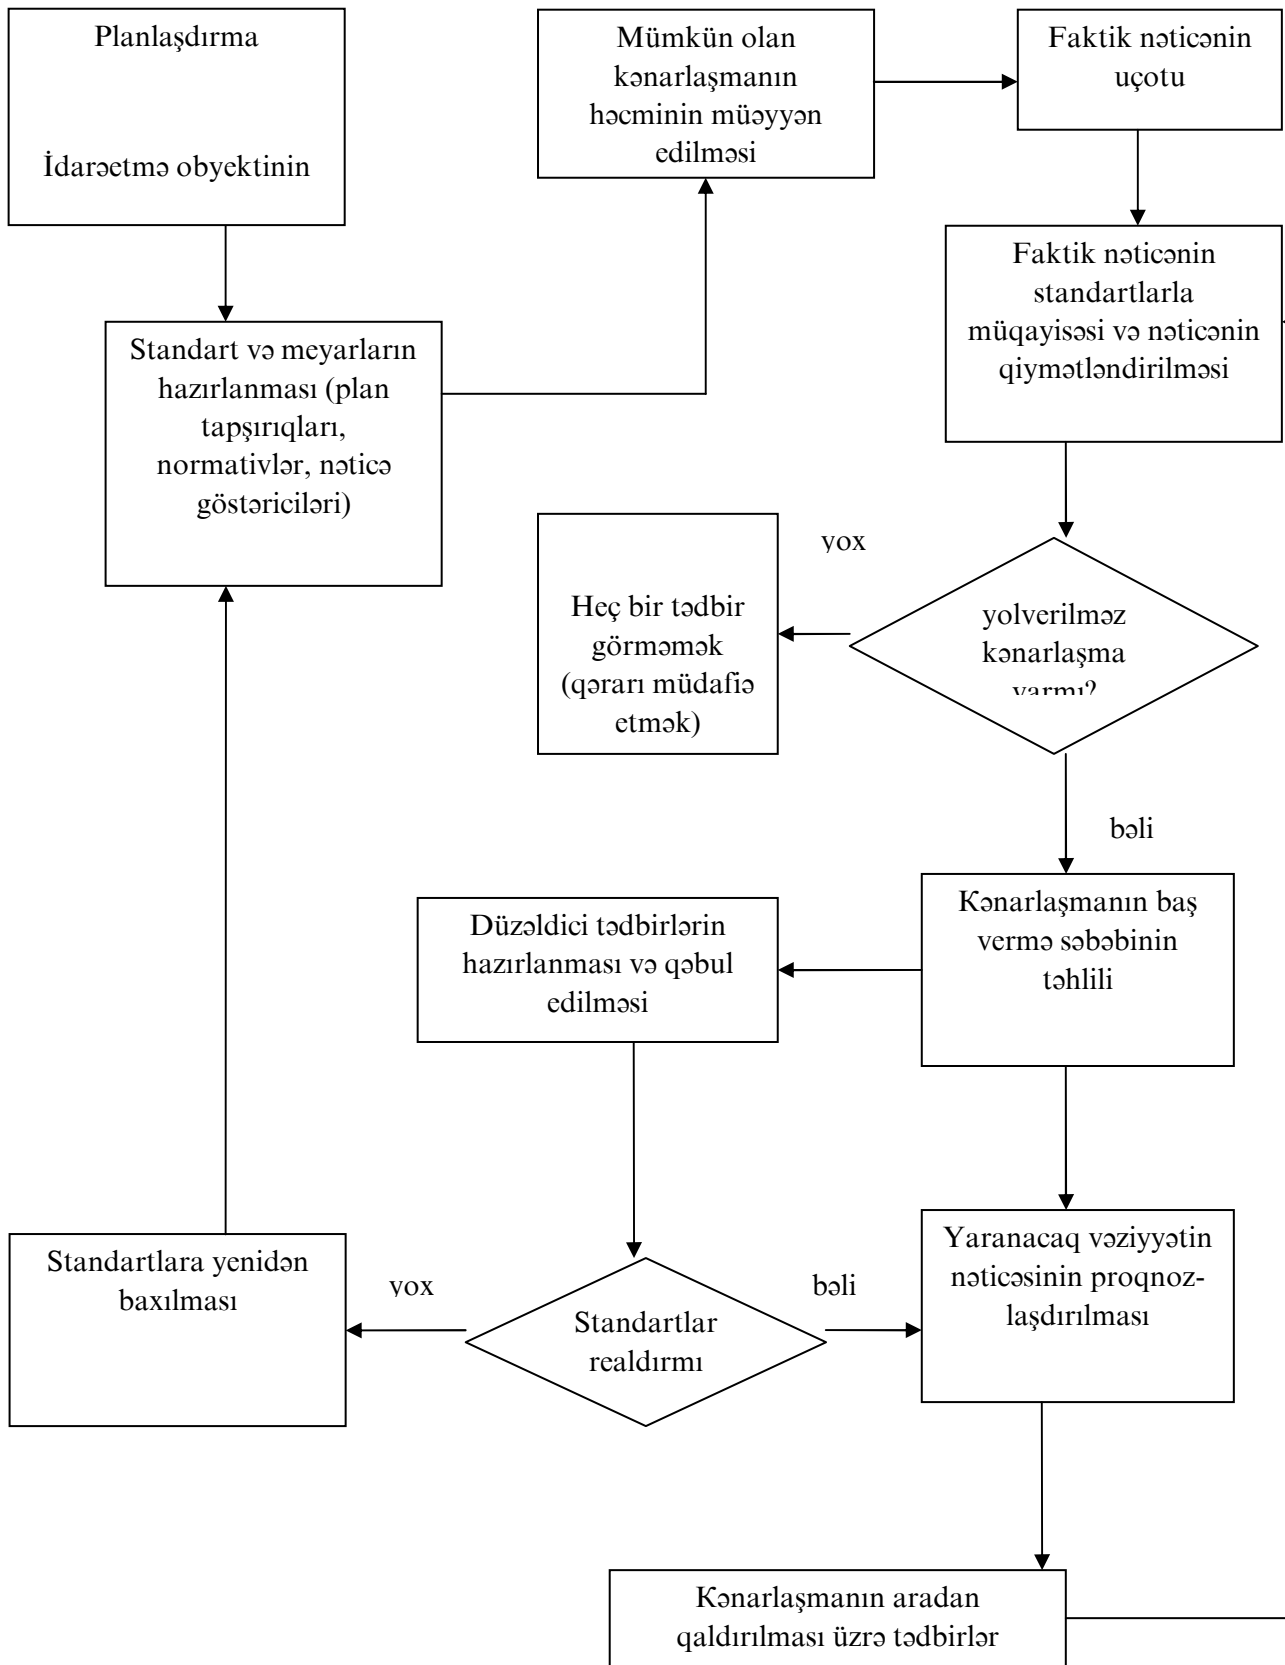 Planlaşdırma
İdarəetmə obyektinin
Mümkün olan
kənarlaşmanın
həcminin müəyyən
edilməsi
Faktik nəticənin
uçotu
Faktik nəticənin
standartlarla
müqayisəsi və nəticənin
qiymətləndirilməsi
Standart və meyarların
hazırlanması (plan
tapşırıqları,
normativlər, nəticə
göstəriciləri)
yox
Heç bir tədbir
görməmək
(qərarı müdafiə
etmək)
yolverilməz
kənarlaşma
varmı?
bəli
Kənarlaşmanın baş
vermə səbəbinin
təhlili
Düzəldici tədbirlərin
hazırlanması və qəbul
edilməsi
Standartlara yenidən
baxılması
yox
Standartlar
realdırmı
bəli
Yaranacaq vəziyyətin
nəticəsinin proqnoz-
laşdırılması
Kənarlaşmanın aradan
qaldırılması üzrə tədbirlər